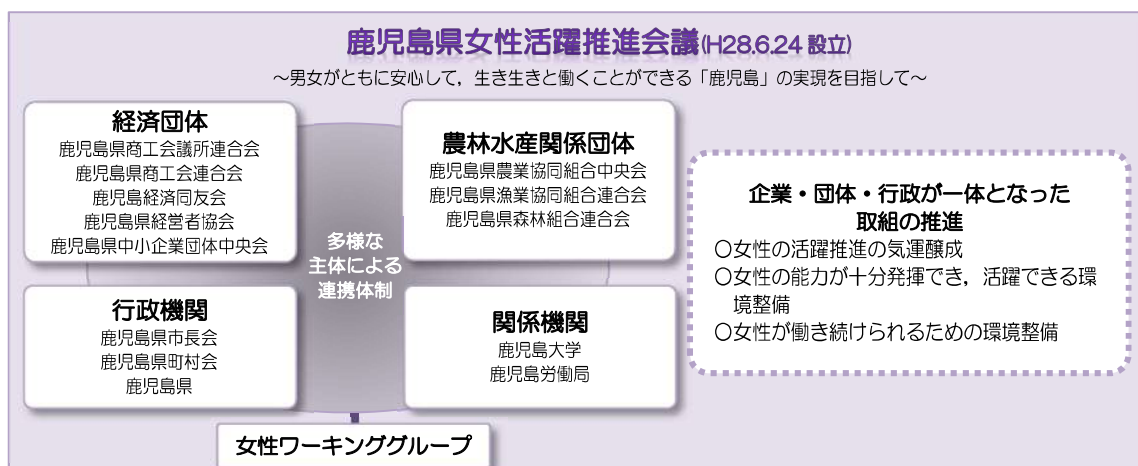 鹿児島県女性活躍推進会議(H28.6.24 設立)
～男女がともに安心して，生き生きと働くことができる「鹿児島」の実現を目指して～
経済団体
鹿児島県商工会議所連合会
鹿児島県商工会連合会
鹿児島経済同友会
鹿児島県経営者協会
鹿児島県中小企業団体中央会
農林水産関係団体
鹿児島県農業協同組合中央会
鹿児島県漁業協同組合連合会
鹿児島県森林組合連合会
多様な
主体による
連携体制
行政機関
鹿児島県市長会
鹿児島県町村会
鹿児島県
関係機関
鹿児島大学
鹿児島労働局
女性ワーキンググループ
企業・団体・行政が一体となった
取組の推進
○女性の活躍推進の気運醸成
○女性の能力が十分発揮でき，活躍できる環
境整備
○女性が働き続けられるための環境整備